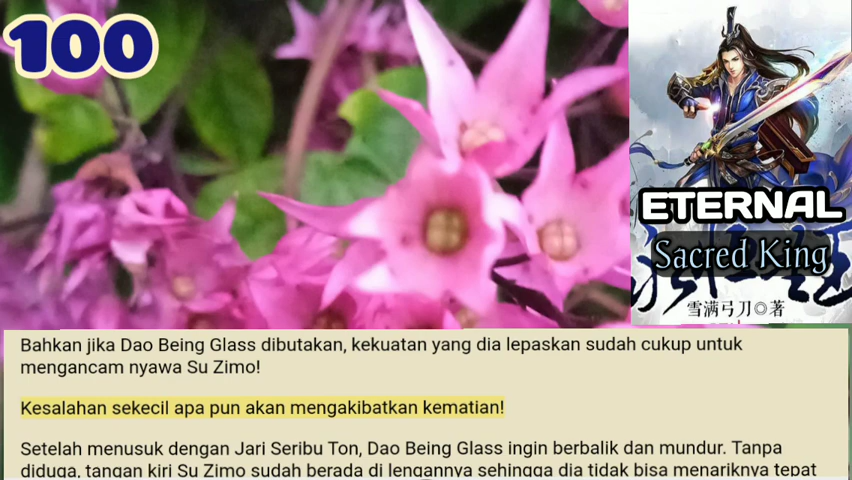 100
ETERNAL
Sacred King
雪满弓刀◎著
Bahkan jika Dao Being Glass dibutakan, kekuatan yang dia lepaskan sudah cukup untuk
mengancam nyawa Su Zimo!
Kesalahan sekecil apa pun akan mengakibatkan kematian!
Setelah menusuk dengan Jari Seribu Ton, Dao Being Glass ingin berbalik dan mundur. Tanpa
diduga, tangan kiri Su Zimo sudah berada di lengannya sehingga dia tidak bisa menariknya tepat